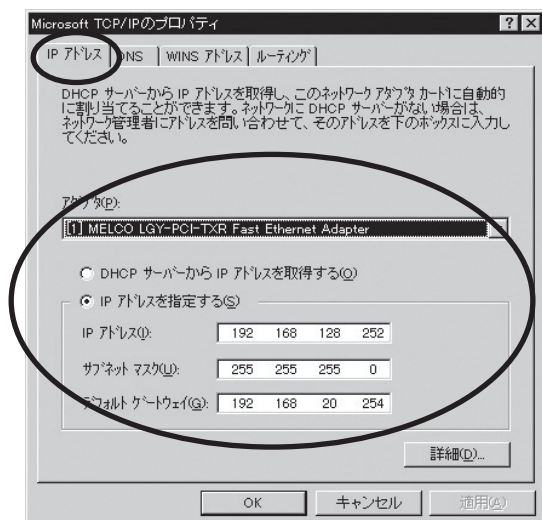 Microsoft TCP/IPのプロパティ
IP アドレス DNS WINS アドレス ルーティング
DHCP サーバーから IP アドレスを取得し、このネットワーク アダプタ カードに自動的
に割り当てることができます。ネットワークに DHCP サーバーがない場合は、
ネットワーク管理者にアドレスを問い合わせて、そのアドレスを下のボックスに入力し
てください。
アダプタ(P):
[1] MELCO LGY-PCI-TXR Fast Ethernet Adapter
DHCP サーバーから IP アドレスを取得する(O)
IP アドレスを指定する(S)
IP アドレス(I): 192 168 128 252
サブネット マスク(U): 255 255 255 0
デフォルト ゲートウェイ(G): 192 168 20 254
詳細(D)...
OK キャンセル 適用(A)